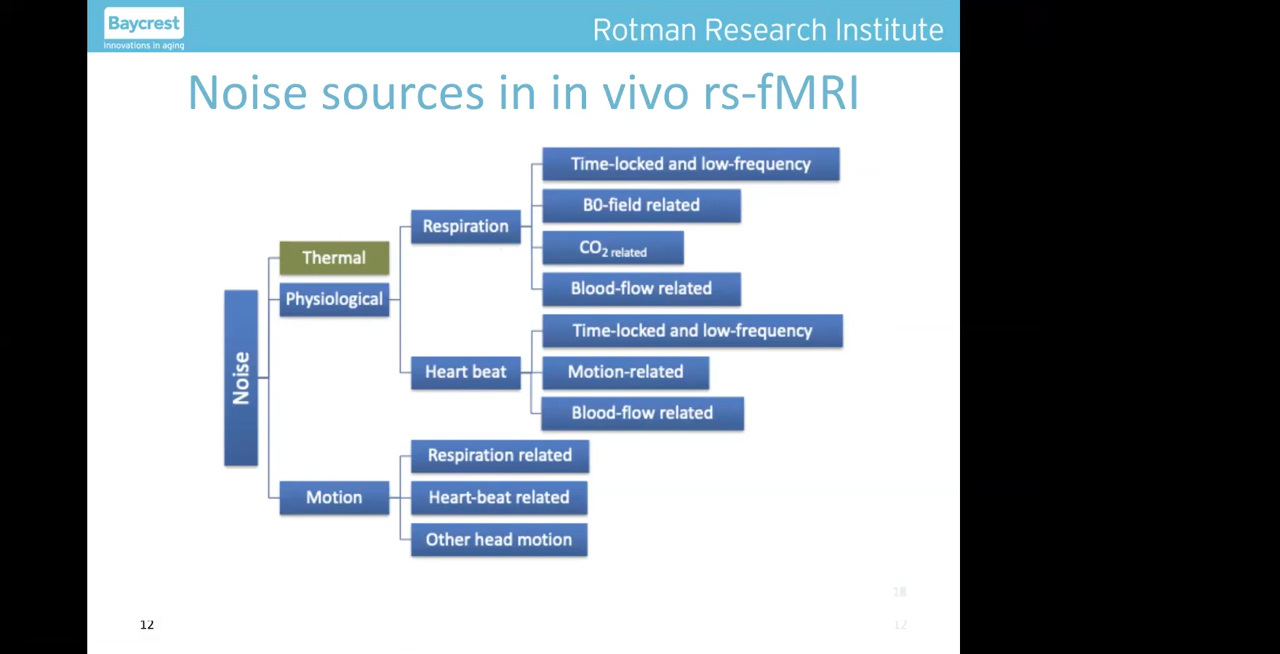 Baycrest
Innovations in aging
Rotman Research Institute
Noise sources in in vivo rs-fMRI
Time-locked and low-frequency
B0-field related
Respiration
CO2 related
Thermal
Blood-flow related
Physiological
Time-locked and low-frequency
Noise
Heart beat
Motion-related
Blood-flow related
Respiration related
Motion
Heart-beat related
Other head motion
12
12